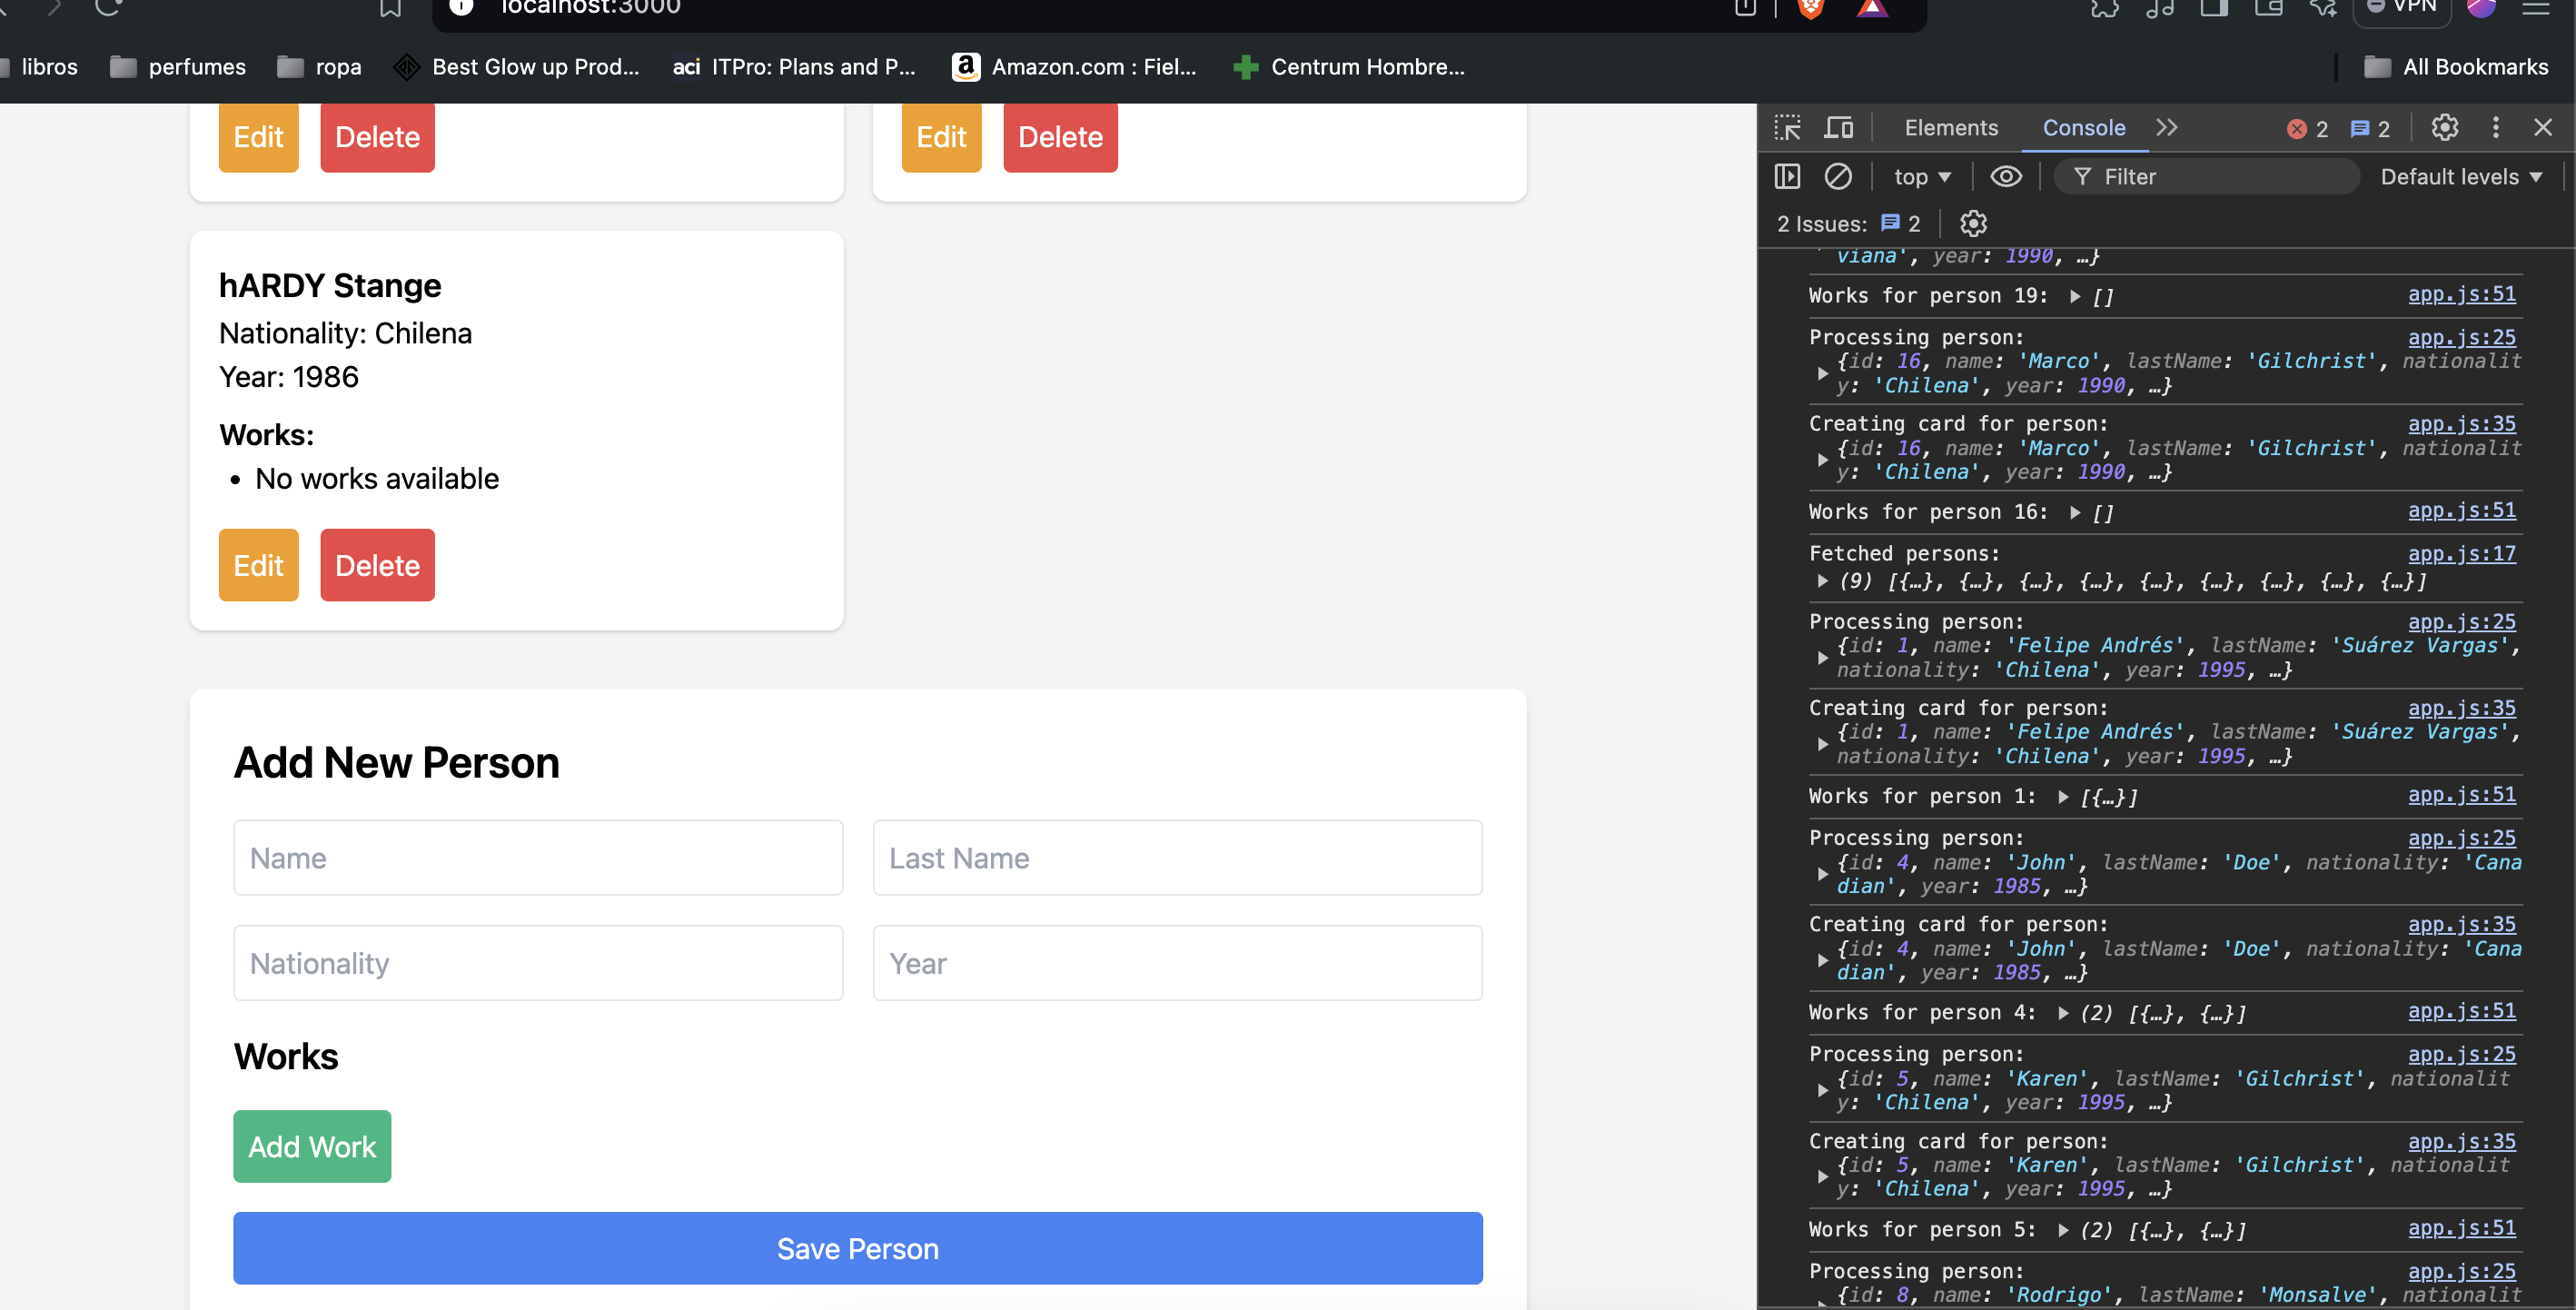 localhost:3000
VPN
libros
perfumes
ropa
Best Glow up Prod...
aci ITPro: Plans and P...
Amazon.com : Fiel...
Centrum Hombre...
All Bookmarks
Edit
Delete
Edit
Delete
hARDY Stange
Nationality: Chilena
Year: 1986
Works:
• No works available
Edit
Delete
Add New Person
Name
Last Name
Nationality
Year
Works
Add Work
Save Person
Elements
Console
2
2
top
Filter
Default levels
2 Issues:
2
viana', year: 1990, …}
Works for person 19: ▶ []
app.js:51
Processing person:
app.js:25
{id: 16, name: 'Marco', lastName: 'Gilchrist', nationalit
y: 'Chilena', year: 1990, …}
Creating card for person:
app.js:35
{id: 16, name: 'Marco', lastName: 'Gilchrist', nationalit
y: 'Chilena', year: 1990, …}
Works for person 16: ▶ []
app.js:51
Fetched persons:
app.js:17
▶ (9) [{…}, {…}, {…}, {…}, {…}, {…}, {…}, {…}, {…}]
Processing person:
app.js:25
{id: 1, name: 'Felipe Andrés', lastName: 'Suárez Vargas',
nationality: 'Chilena', year: 1995, …}
Creating card for person:
app.js:35
{id: 1, name: 'Felipe Andrés', lastName: 'Suárez Vargas',
nationality: 'Chilena', year: 1995, …}
Works for person 1: ▶ [{…}]
app.js:51
Processing person:
app.js:25
{id: 4, name: 'John', lastName: 'Doe', nationality: 'Cana
dian', year: 1985, …}
Creating card for person:
app.js:35
{id: 4, name: 'John', lastName: 'Doe', nationality: 'Cana
dian', year: 1985, …}
Works for person 4: ▶ (2) [{…}, {…}]
app.js:51
Processing person:
app.js:25
{id: 5, name: 'Karen', lastName: 'Gilchrist', nationalit
y: 'Chilena', year: 1995, …}
Creating card for person:
app.js:35
{id: 5, name: 'Karen', lastName: 'Gilchrist', nationalit
y: 'Chilena', year: 1995, …}
Works for person 5: ▶ (2) [{…}, {…}]
app.js:51
Processing person:
app.js:25
{id: 8, name: 'Rodrigo', lastName: 'Monsalve', nationalit